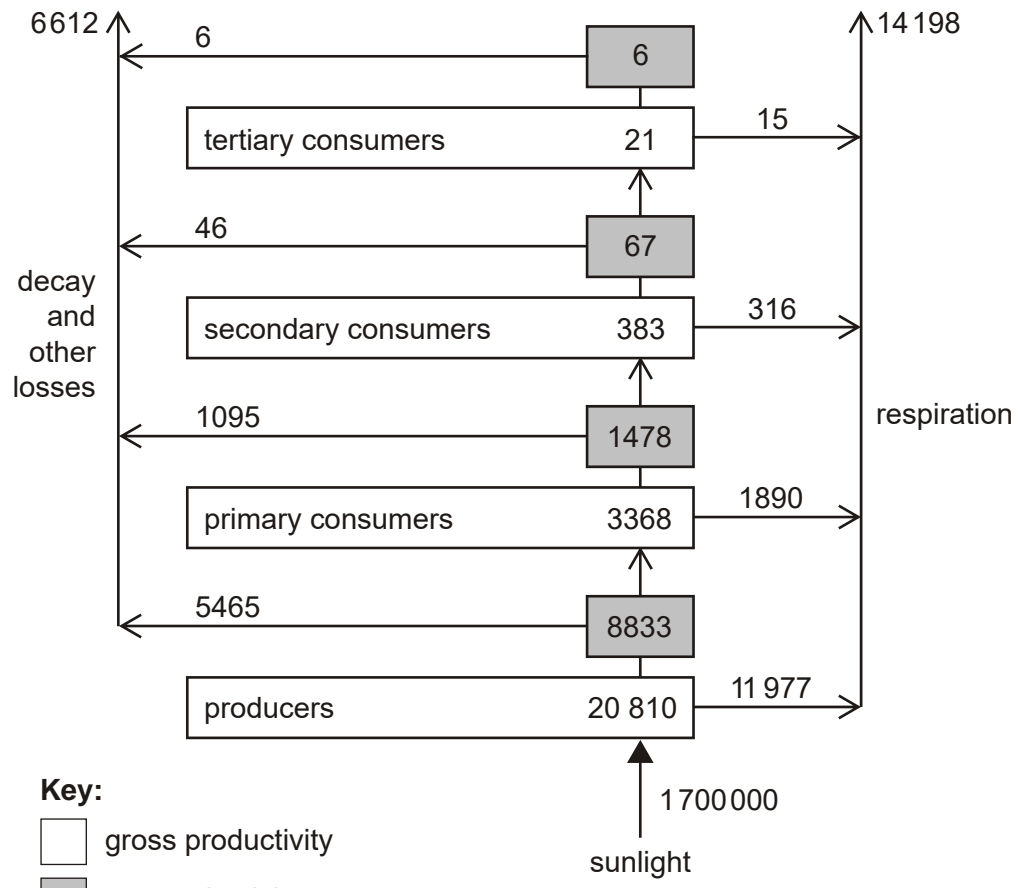 6612
14198
6
6
tertiary consumers 21
15
46
67
decay
and
other
losses
secondary consumers 383
316
1095
1478
respiration
primary consumers 3368
1890
5465
8833
producers 20 810
11 977
Key:
1700000
gross productivity
sunlight